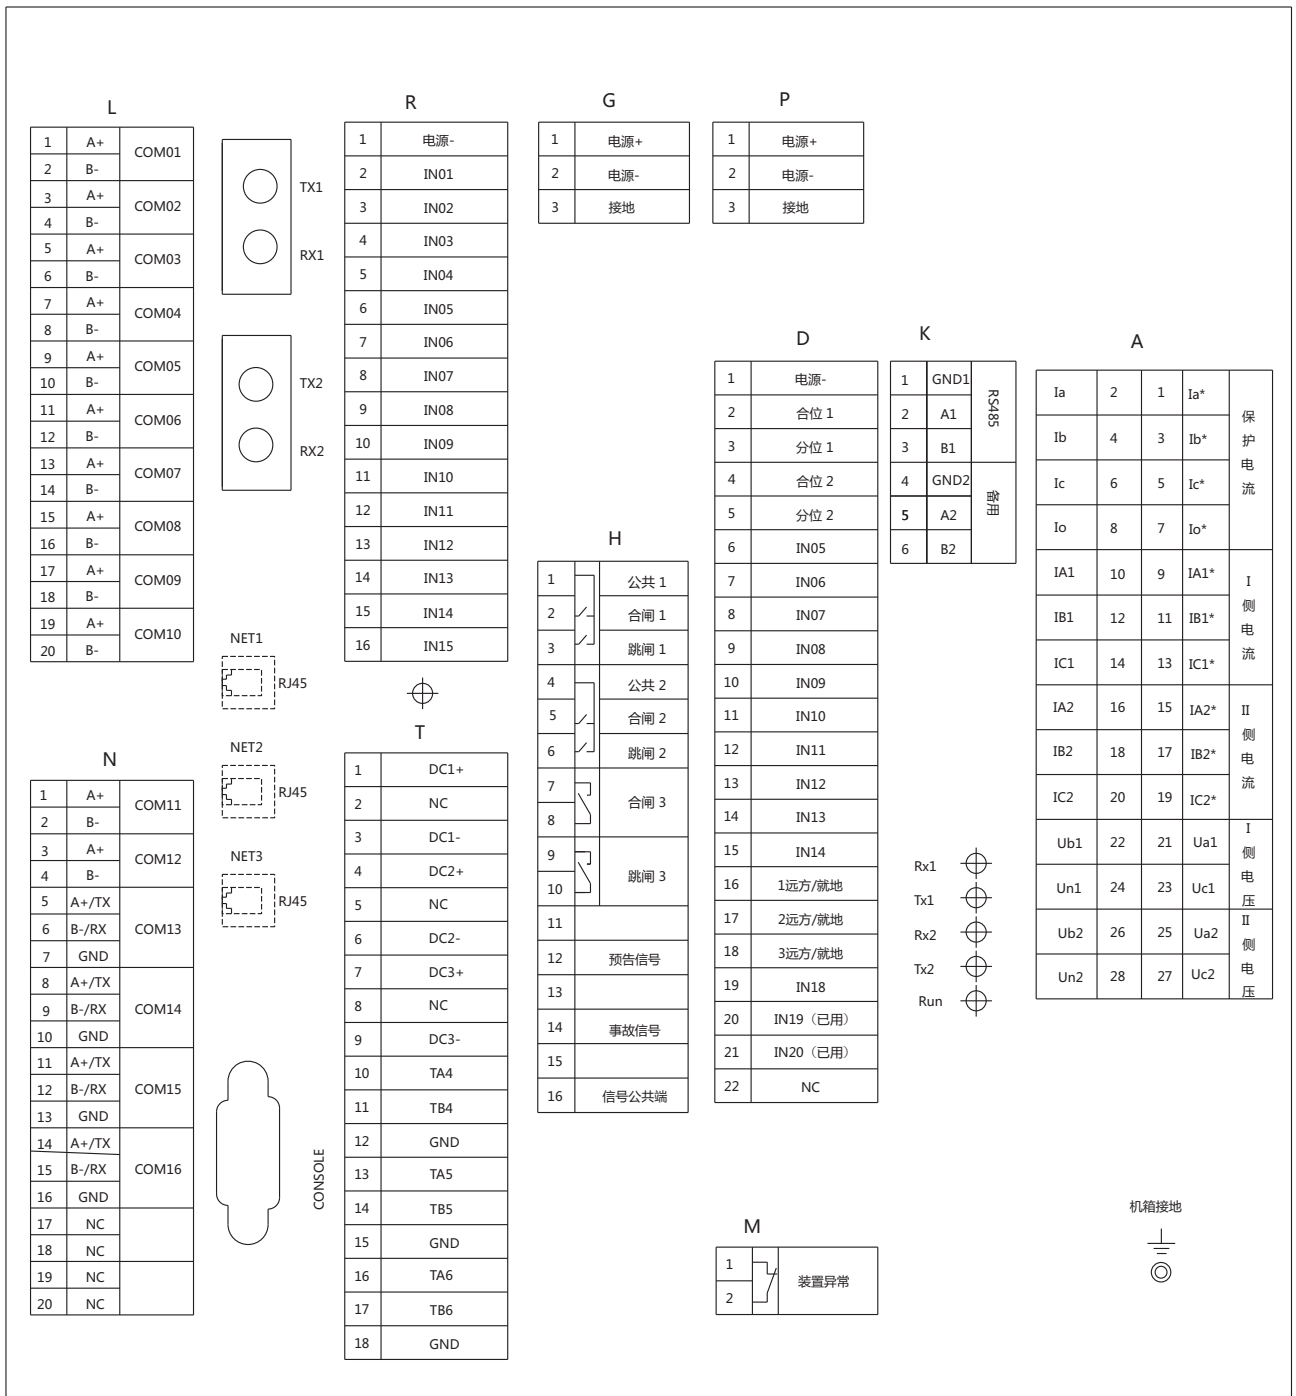 L
1 A+ COM01
2 B-
3 A+ COM02
4 B-
5 A+ COM03
6 B-
7 A+ COM04
8 B-
9 A+ COM05
10 B-
11 A+ COM06
12 B-
13 A+ COM07
14 B-
15 A+ COM08
16 B-
17 A+ COM09
18 B-
19 A+ COM10
20 B-
N
1 A+ COM11
2 B-
3 A+ COM12
4 B-
5 A+/TX
6 B-/RX COM13
7 GND
8 A+/TX
9 B-/RX COM14
10 GND
11 A+/TX
12 B-/RX COM15
13 GND
14 A+/TX
15 B-/RX COM16
16 GND
17 NC
18 NC
19 NC
20 NC
TX1
RX1
TX2
RX2
NET1
RJ45
NET2
RJ45
NET3
RJ45
CONSOLE
R
1 电源-
2 IN01
3 IN02
4 IN03
5 IN04
6 IN05
7 IN06
8 IN07
9 IN08
10 IN09
11 IN10
12 IN11
13 IN12
14 IN13
15 IN14
16 IN15
T
1 DC1+
2 NC
3 DC1-
4 DC2+
5 NC
6 DC2-
7 DC3+
8 NC
9 DC3-
10 TA4
11 TB4
12 GND
13 TA5
14 TB5
15 GND
16 TA6
17 TB6
18 GND
G
1 电源+
2 电源-
3 接地
P
1 电源+
2 电源-
3 接地
H
1 公共 1
2 合闸 1
3 跳闸 1
4 公共 2
5 合闸 2
6 跳闸 2
7
合闸 3
8
9
跳闸 3
10
11
12 预告信号
13
14 事故信号
15
16 信号公共端
D
1 电源-
2 合位 1
3 分位 1
4 合位 2
5 分位 2
6 IN05
7 IN06
8 IN07
9 IN08
10 IN09
11 IN10
12 IN11
13 IN12
14 IN13
15 IN14
16 1远方/就地
17 2远方/就地
18 3远方/就地
19 IN18
20 IN19（已用）
21 IN20（已用）
22 NC
M
1
装置异常
2
K
1 GND1
2 A1
3 B1
RS485
4 GND2
5 A2
6 B2
备用
Rx1
Tx1
Rx2
Tx2
Run
A
Ia 2 1 Ia*
Ib 4 3 Ib*
Ic 6 5 Ic*
Io 8 7 Io*
保护电流
IA1 10 9 IA1*
IB1 12 11 IB1*
IC1 14 13 IC1*
I侧电流
IA2 16 15 IA2*
IB2 18 17 IB2*
IC2 20 19 IC2*
II侧电流
Ub1 22 21 Ua1
Un1 24 23 Uc1
I侧电压
Ub2 26 25 Ua2
Un2 28 27 Uc2
II侧电压
机箱接地